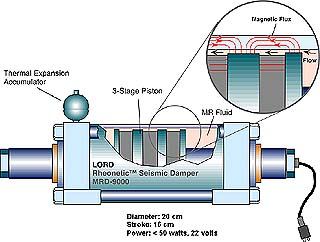 Magnetic Flux
Flow
Thermal Expansion
Accumulator
3-Stage Piston
MR Fluid
LORD
Rheonetic™ Seismic Damper
MRD-9000
Diameter: 20 cm
Stroke: 16 cm
Power: < 50 watts, 22 volts